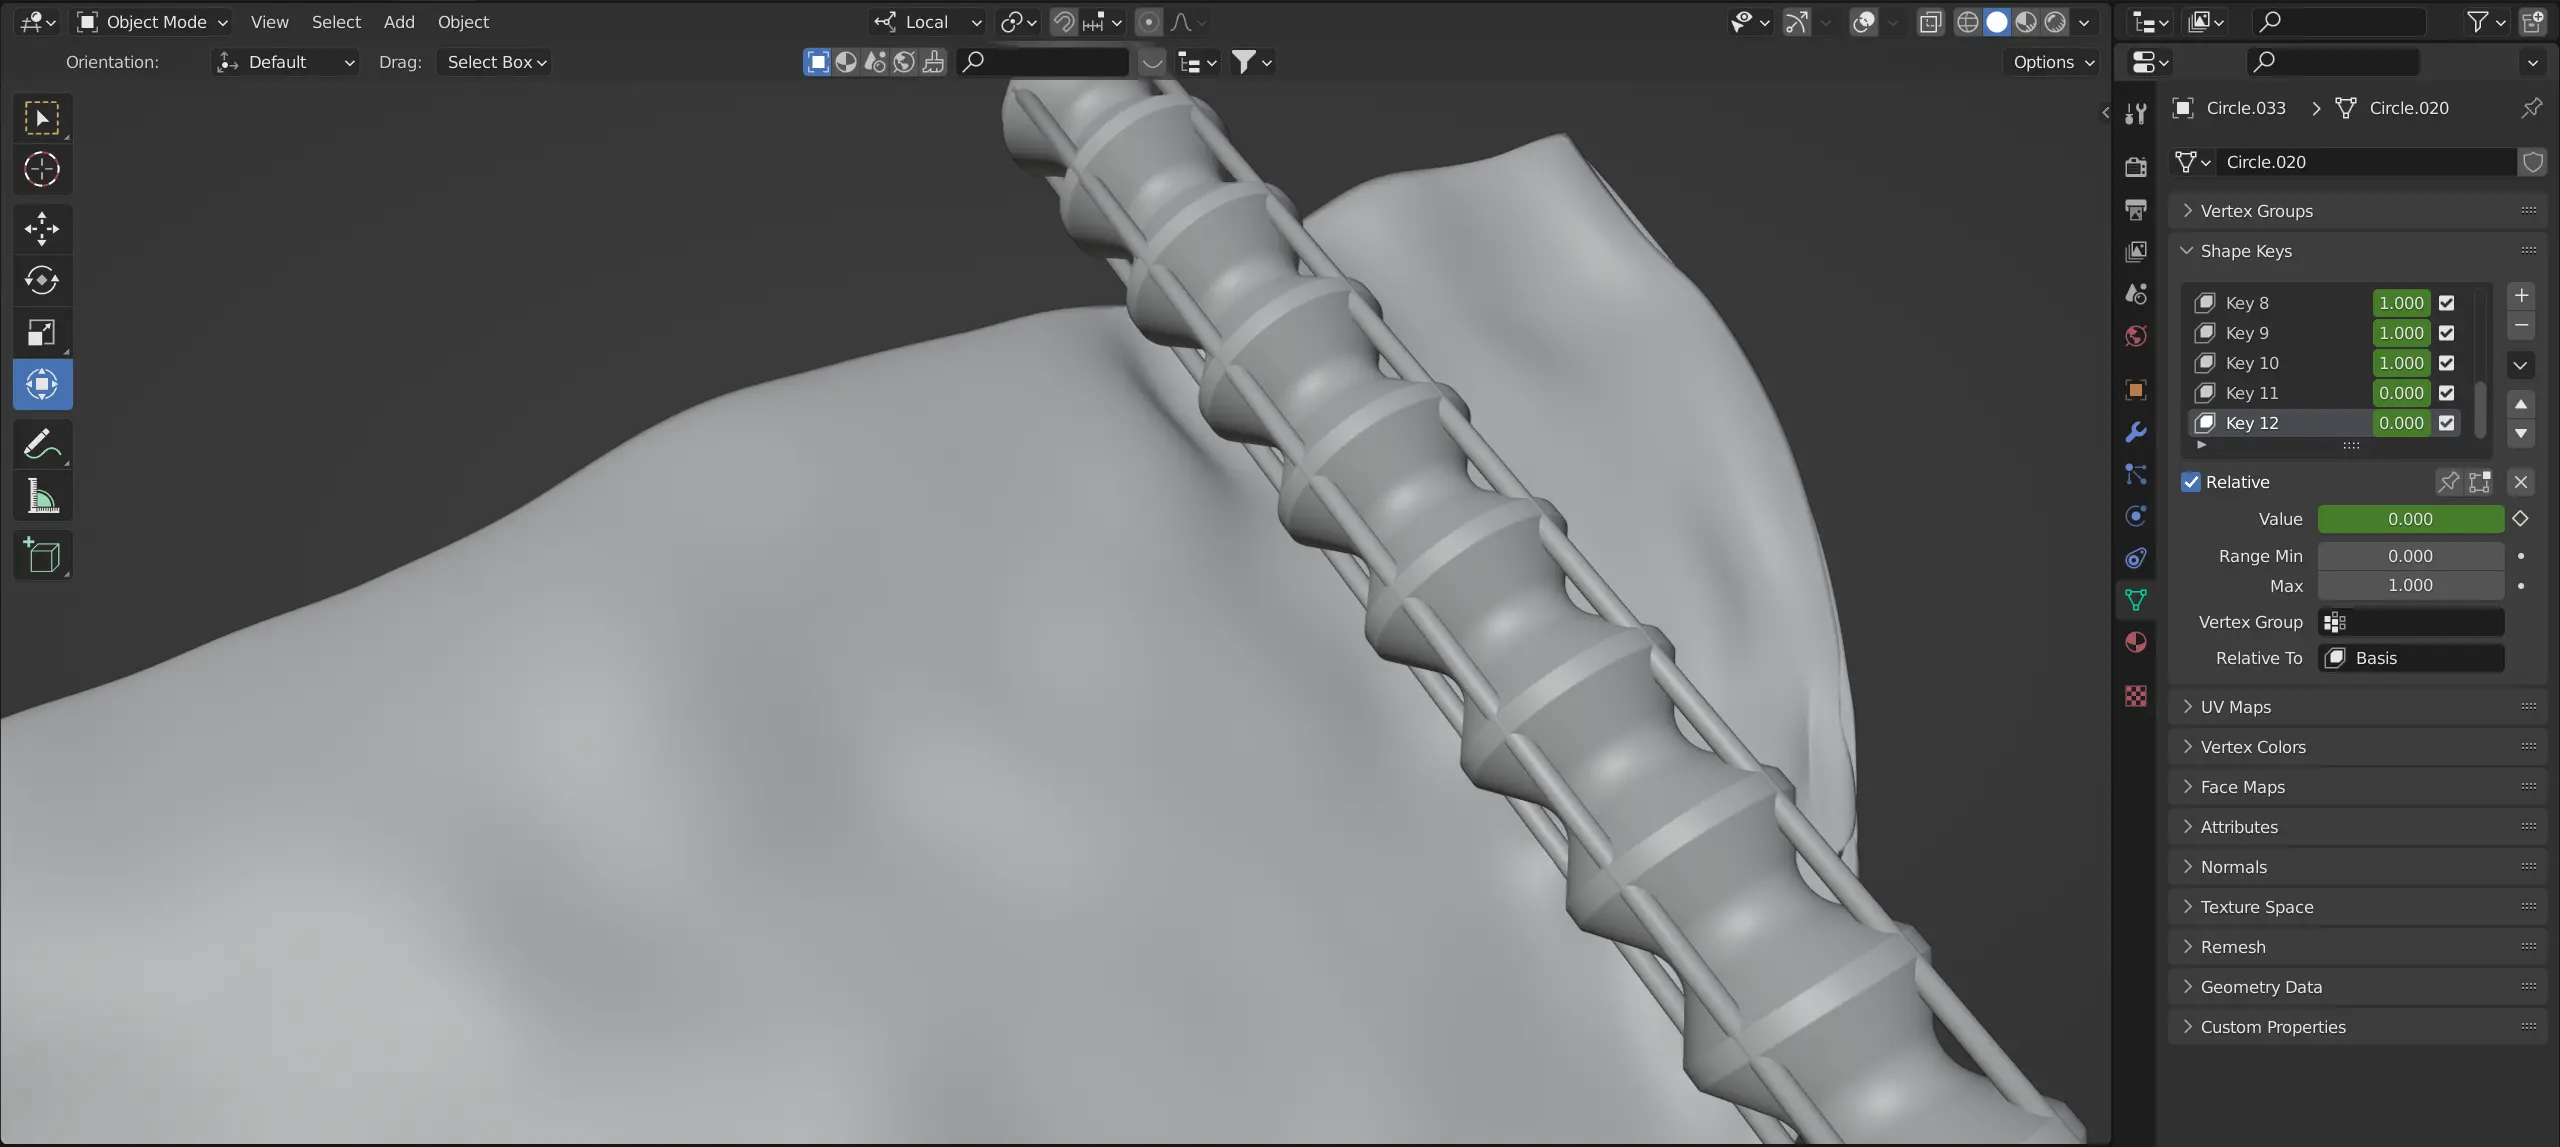 Object Mode View Select Add Object Local
Orientation: Default Drag: Select Box Options
Circle.033 Circle.020
Circle.020
Vertex Groups
Shape Keys
Key 8 1.000
Key 9 1.000
Key 10 1.000
Key 11 0.000
Key 12 0.000
Relative
Value 0.000
Range Min 0.000
Max 1.000
Vertex Group
Relative To Basis
UV Maps
Vertex Colors
Face Maps
Attributes
Normals
Texture Space
Remesh
Geometry Data
Custom Properties